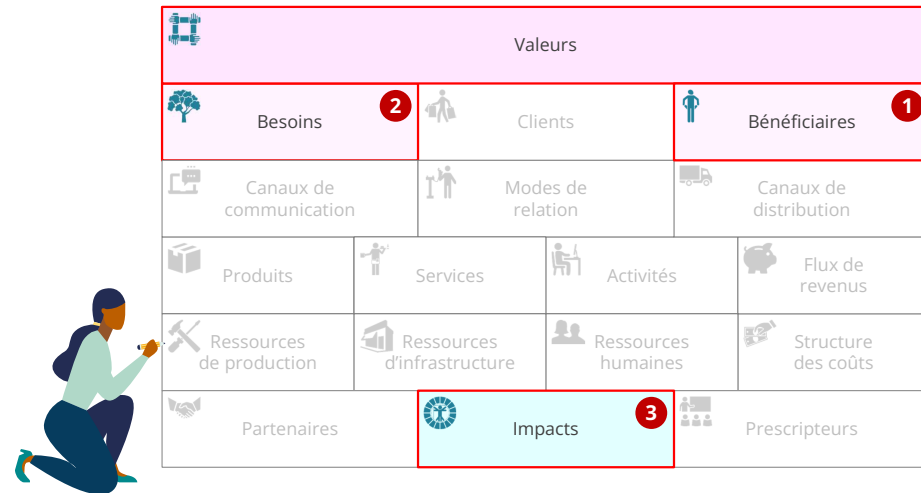 Valeurs
Besoins
2
Clients
Bénéficiaires
1
Canaux de
communication
Modes de
relation
Canaux de
distribution
Produits
Services
Activités
Flux de
revenus
Ressources
de production
Ressources
d'infrastructure
Ressources
humaines
Structure
des coûts
Partenaires
Impacts
3
Prescripteurs